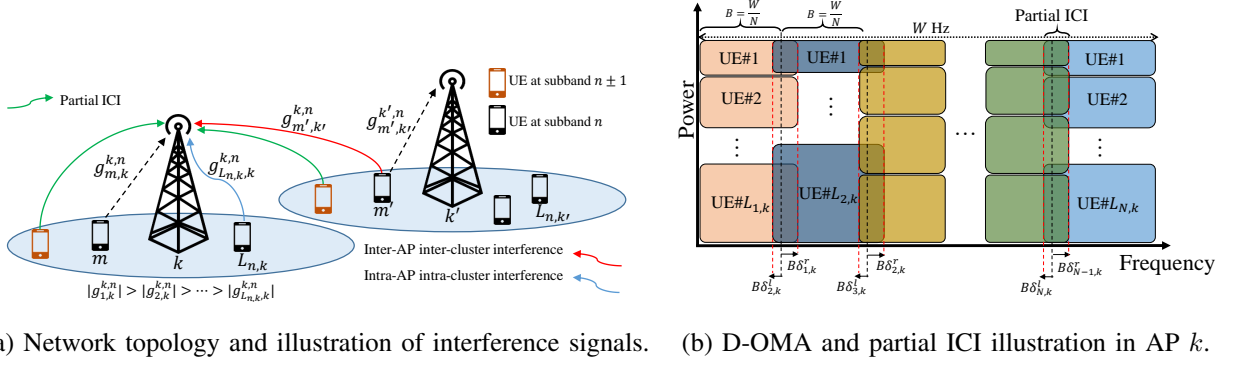 UE at subband n ± 1
UE at subband n
Partial ICI
g^{k,n}_{m,k}
g^{k,n}_{L_{n,k},k}
g^{k,n}_{m′,k′}
g^{k′,n}_{m′,k′}
m
k
L_{n,k}
m′
k′
L_{n,k′}
Inter-AP inter-cluster interference
Intra-AP intra-cluster interference
|g^{k,n}_{1,k}| > |g^{k,n}_{2,k}| > ⋯ > |g^{k,n}_{L_{n,k},k}|
a) Network topology and illustration of interference signals.
B = W/N
B = W/N
Partial ICI
W Hz
Power
UE#1
UE#1
UE#1
UE#2
⋮
UE#2
⋮
⋯
⋮
UE#L_{1,k}
UE#L_{2,k}
UE#L_{N,k}
Bδ^l_{2,k}
Bδ^r_{1,k}
Bδ^l_{3,k}
Bδ^r_{2,k}
Bδ^l_{N,k}
Bδ^r_{N−1,k}
Frequency
(b) D-OMA and partial ICI illustration in AP k.